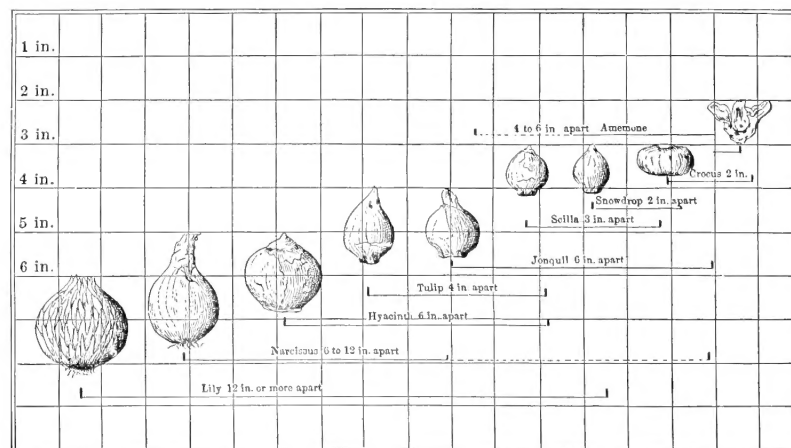 1 in.
2 in.
4 to 6 in apart Amemone
3 in.
4 in.
Crocus 2 in.
Snowdrop 2 in. apart
Scilla 3 in. apart
5 in.
6 in.
Jonquil 6 in. apart
Tulip 4 in. apart
Hyacinth 6 in. apart
Narcissus 6 to 12 in. apart
Lily 12 in. or more apart